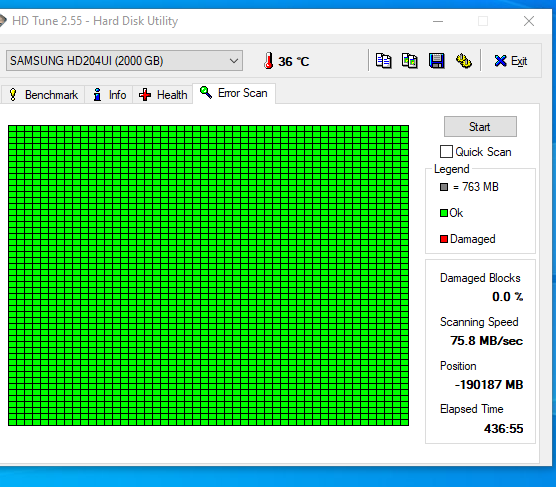 HD Tune 2.55 - Hard Disk Utility
SAMSUNG HD204UI (2000 GB)
36 °C
Exit
Benchmark
Info
Health
Error Scan
Start
Quick Scan
Legend
= 763 MB
Ok
Damaged
Damaged Blocks
0.0 %
Scanning Speed
75.8 MB/sec
Position
-190187 MB
Elapsed Time
436:55